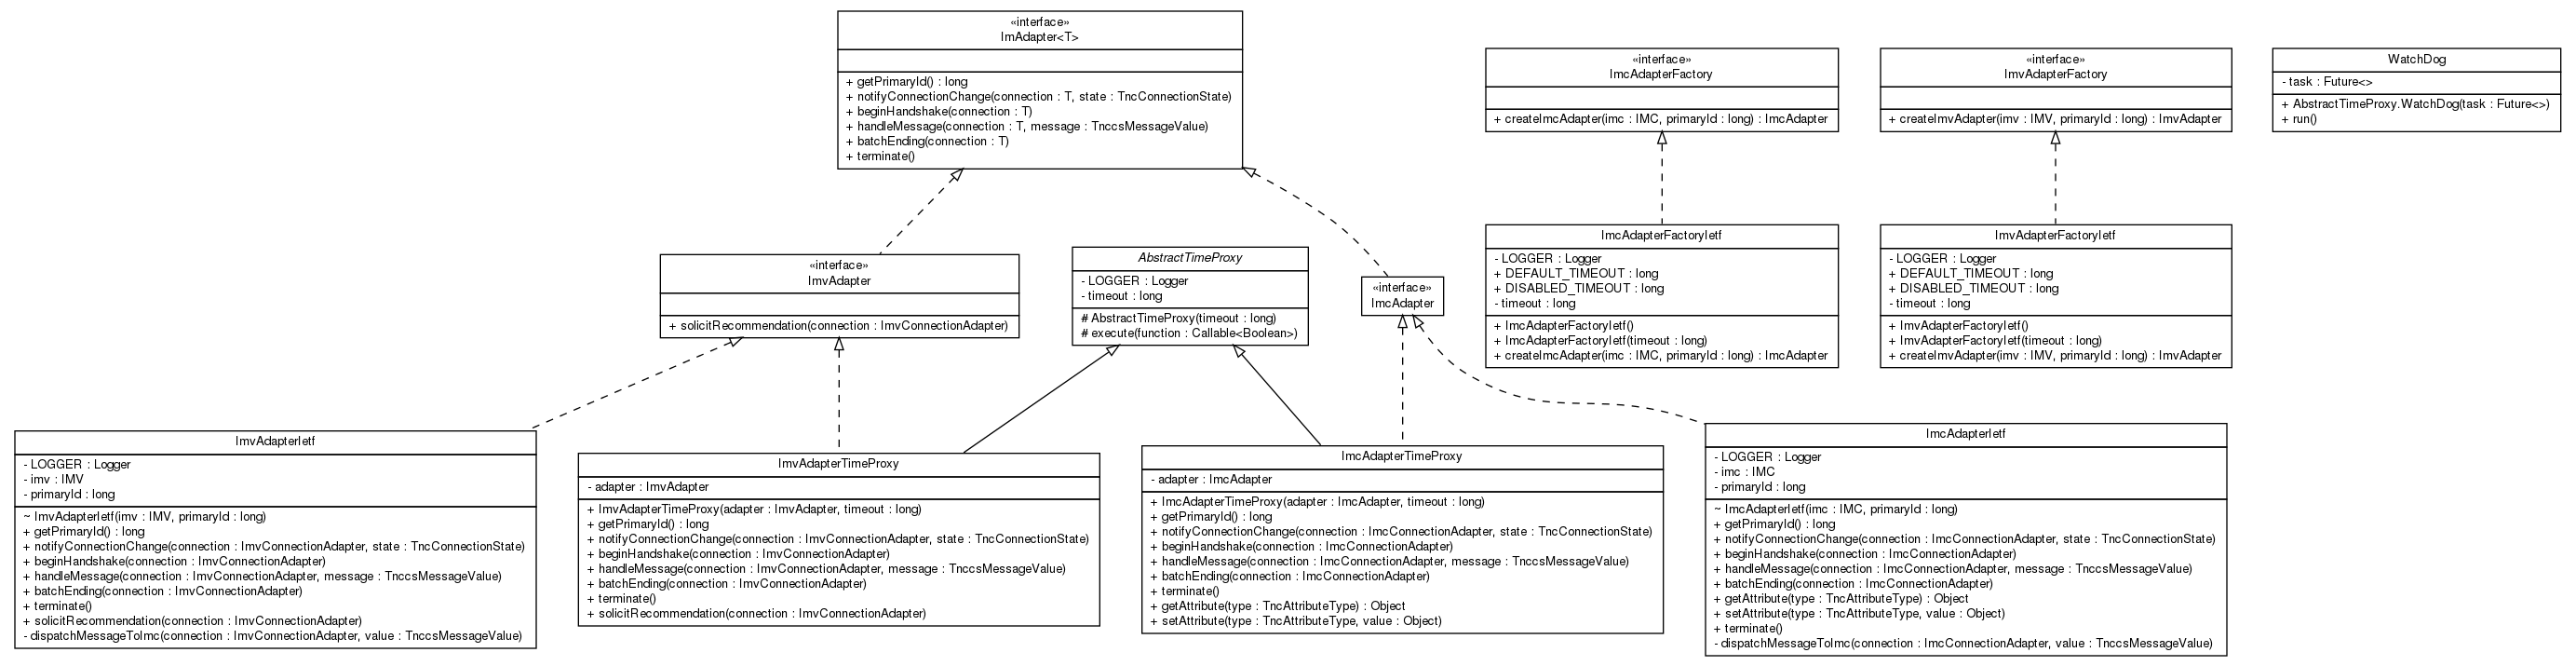 «interface»
ImAdapter<T>
+ getPrimaryId() : long
+ notifyConnectionChange(connection : T, state : TncConnectionState)
+ beginHandshake(connection : T)
+ handleMessage(connection : T, message : TnccsMessageValue)
+ batchEnding(connection : T)
+ terminate()
«interface»
ImcAdapterFactory
+ createImcAdapter(imc : IMC, primaryId : long) : ImcAdapter
«interface»
ImvAdapterFactory
+ createImvAdapter(imv : IMV, primaryId : long) : ImvAdapter
WatchDog
- task : Future<>
+ AbstractTimeProxy.WatchDog(task : Future<>)
+ run()
«interface»
ImvAdapter
+ solicitRecommendation(connection : ImvConnectionAdapter)
AbstractTimeProxy
- LOGGER : Logger
- timeout : long
# AbstractTimeProxy(timeout : long)
# execute(function : Callable<Boolean>)
«interface»
ImcAdapter
ImcAdapterFactoryIetf
- LOGGER : Logger
+ DEFAULT_TIMEOUT : long
+ DISABLED_TIMEOUT : long
- timeout : long
+ ImcAdapterFactoryIetf()
+ ImcAdapterFactoryIetf(timeout : long)
+ createImcAdapter(imc : IMC, primaryId : long) : ImcAdapter
ImvAdapterFactoryIetf
- LOGGER : Logger
+ DEFAULT_TIMEOUT : long
+ DISABLED_TIMEOUT : long
- timeout : long
+ ImvAdapterFactoryIetf()
+ ImvAdapterFactoryIetf(timeout : long)
+ createImvAdapter(imv : IMV, primaryId : long) : ImvAdapter
ImvAdapterIetf
- LOGGER : Logger
- imv : IMV
- primaryId : long
~ ImvAdapterIetf(imv : IMV, primaryId : long)
+ getPrimaryId() : long
+ notifyConnectionChange(connection : ImvConnectionAdapter, state : TncConnectionState)
+ beginHandshake(connection : ImvConnectionAdapter)
+ handleMessage(connection : ImvConnectionAdapter, message : TnccsMessageValue)
+ batchEnding(connection : ImvConnectionAdapter)
+ terminate()
+ solicitRecommendation(connection : ImvConnectionAdapter)
- dispatchMessageToImc(connection : ImvConnectionAdapter, value : TnccsMessageValue)
ImvAdapterTimeProxy
- adapter : ImvAdapter
+ ImvAdapterTimeProxy(adapter : ImvAdapter, timeout : long)
+ getPrimaryId() : long
+ notifyConnectionChange(connection : ImvConnectionAdapter, state : TncConnectionState)
+ beginHandshake(connection : ImvConnectionAdapter)
+ handleMessage(connection : ImvConnectionAdapter, message : TnccsMessageValue)
+ batchEnding(connection : ImvConnectionAdapter)
+ terminate()
+ solicitRecommendation(connection : ImvConnectionAdapter)
ImcAdapterTimeProxy
- adapter : ImcAdapter
+ ImcAdapterTimeProxy(adapter : ImcAdapter, timeout : long)
+ getPrimaryId() : long
+ notifyConnectionChange(connection : ImcConnectionAdapter, state : TncConnectionState)
+ beginHandshake(connection : ImcConnectionAdapter)
+ handleMessage(connection : ImcConnectionAdapter, message : TnccsMessageValue)
+ batchEnding(connection : ImcConnectionAdapter)
+ terminate()
+ getAttribute(type : TncAttributeType) : Object
+ setAttribute(type : TncAttributeType, value : Object)
ImcAdapterIetf
- LOGGER : Logger
- imc : IMC
- primaryId : long
~ ImcAdapterIetf(imc : IMC, primaryId : long)
+ getPrimaryId() : long
+ notifyConnectionChange(connection : ImcConnectionAdapter, state : TncConnectionState)
+ beginHandshake(connection : ImcConnectionAdapter)
+ handleMessage(connection : ImcConnectionAdapter, message : TnccsMessageValue)
+ batchEnding(connection : ImcConnectionAdapter)
+ getAttribute(type : TncAttributeType) : Object
+ setAttribute(type : TncAttributeType, value : Object)
+ terminate()
- dispatchMessageToImc(connection : ImcConnectionAdapter, value : TnccsMessageValue)